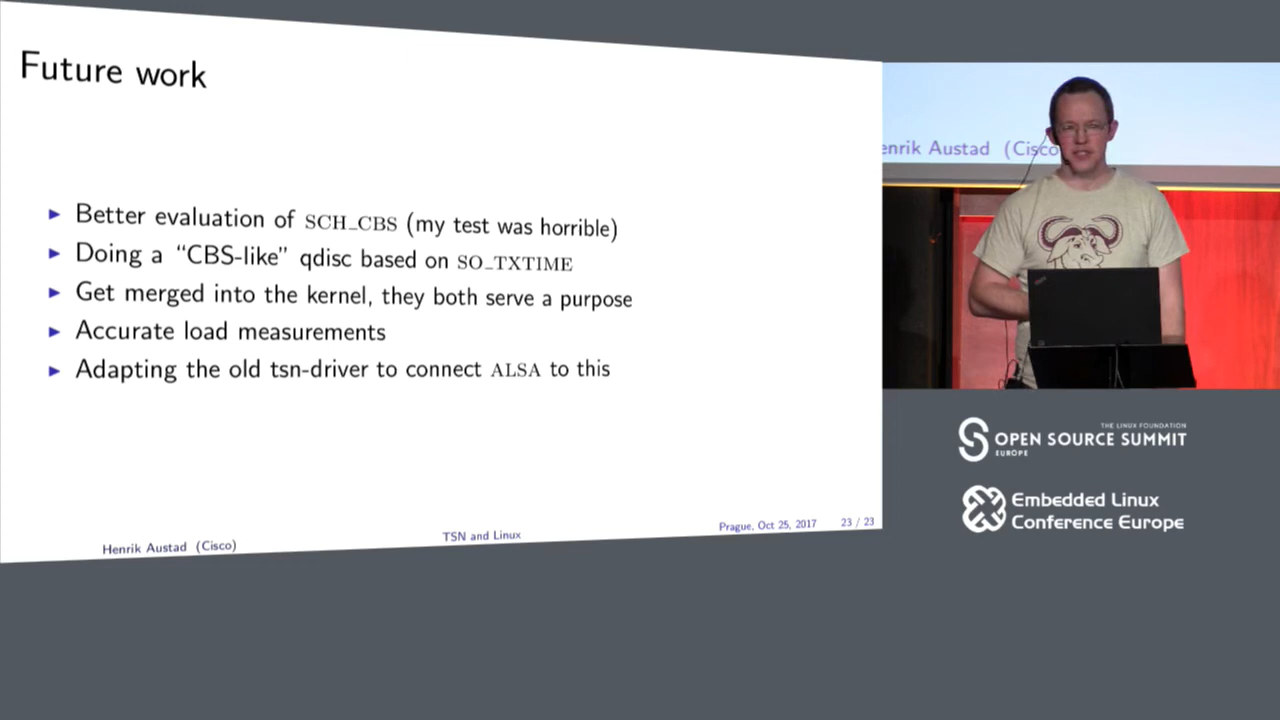 Future work
▶ Better evaluation of SCH_CBS (my test was horrible)
▶ Doing a “CBS-like” qdisc based on SO_TXTIME
▶ Get merged into the kernel, they both serve a purpose
▶ Accurate load measurements
▶ Adapting the old tsn-driver to connect ALSA to this
Henrik Austad (Cisco)
TSN and Linux
Prague, Oct 25, 2017
23 / 23
enrik Austad (Cisco
THE LINUX FOUNDATION
OPEN SOURCE SUMMIT
EUROPE
Embedded Linux
Conference Europe